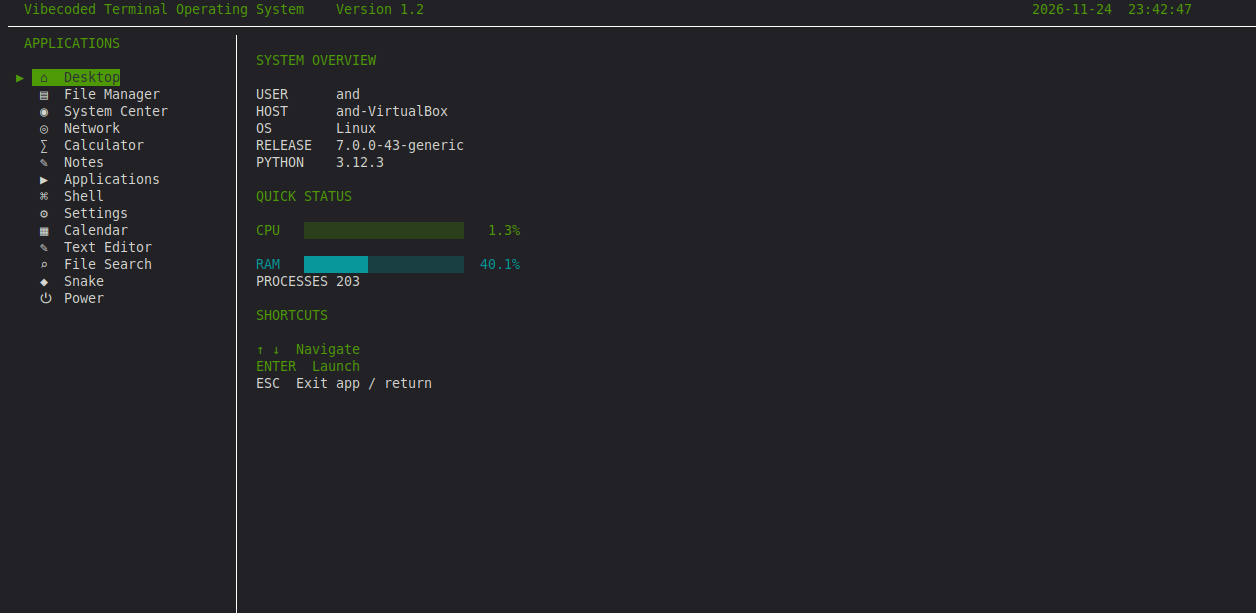 Vibecoded Terminal Operating System    Version 1.2    2026-11-24  23:42:47
APPLICATIONS
▶ ⌂ Desktop
▤ File Manager
◉ System Center
◎ Network
∑ Calculator
✎ Notes
▶ Applications
⌘ Shell
⚙ Settings
▦ Calendar
✎ Text Editor
⌕ File Search
◆ Snake
⏻ Power
SYSTEM OVERVIEW
USER      and
HOST      and-VirtualBox
OS        Linux
RELEASE   7.0.0-43-generic
PYTHON    3.12.3
QUICK STATUS
CPU   1.3%
RAM   40.1%
PROCESSES 203
SHORTCUTS
↑ ↓  Navigate
ENTER  Launch
ESC  Exit app / return